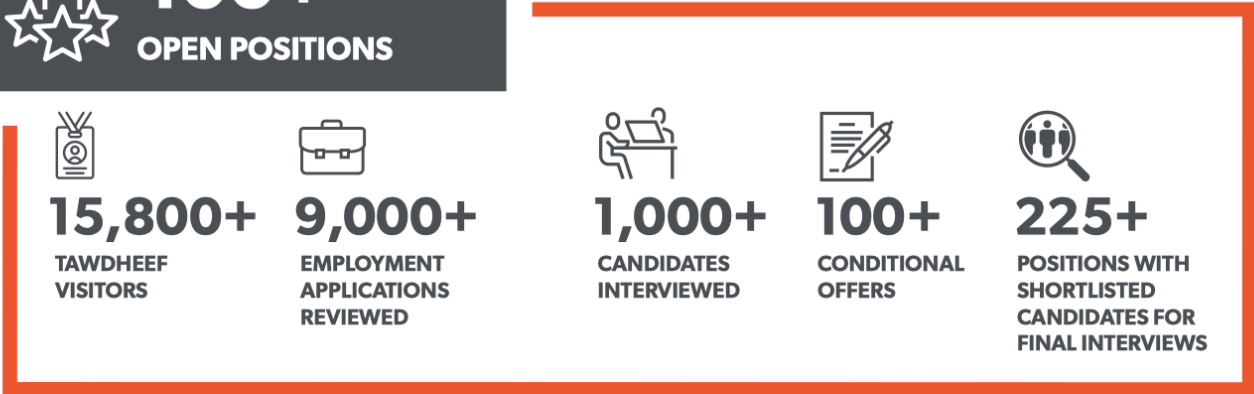 OPEN POSITIONS
15,800+
TAWDHEEF
VISITORS
9,000+
EMPLOYMENT
APPLICATIONS
REVIEWED
1,000+
CANDIDATES
INTERVIEWED
100+
CONDITIONAL
OFFERS
225+
POSITIONS WITH
SHORTLISTED
CANDIDATES FOR
FINAL INTERVIEWS